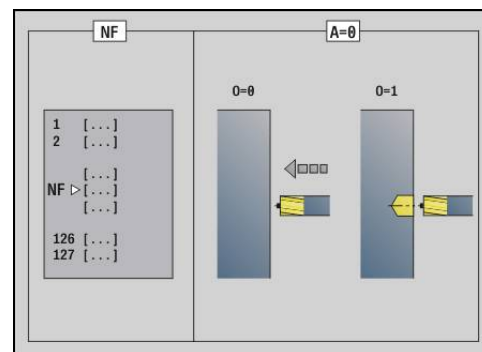 NF
A=0
O=0
O=1
1 [...]
2 [...]
[...]
NF [...]
[...]
126 [...]
127 [...]